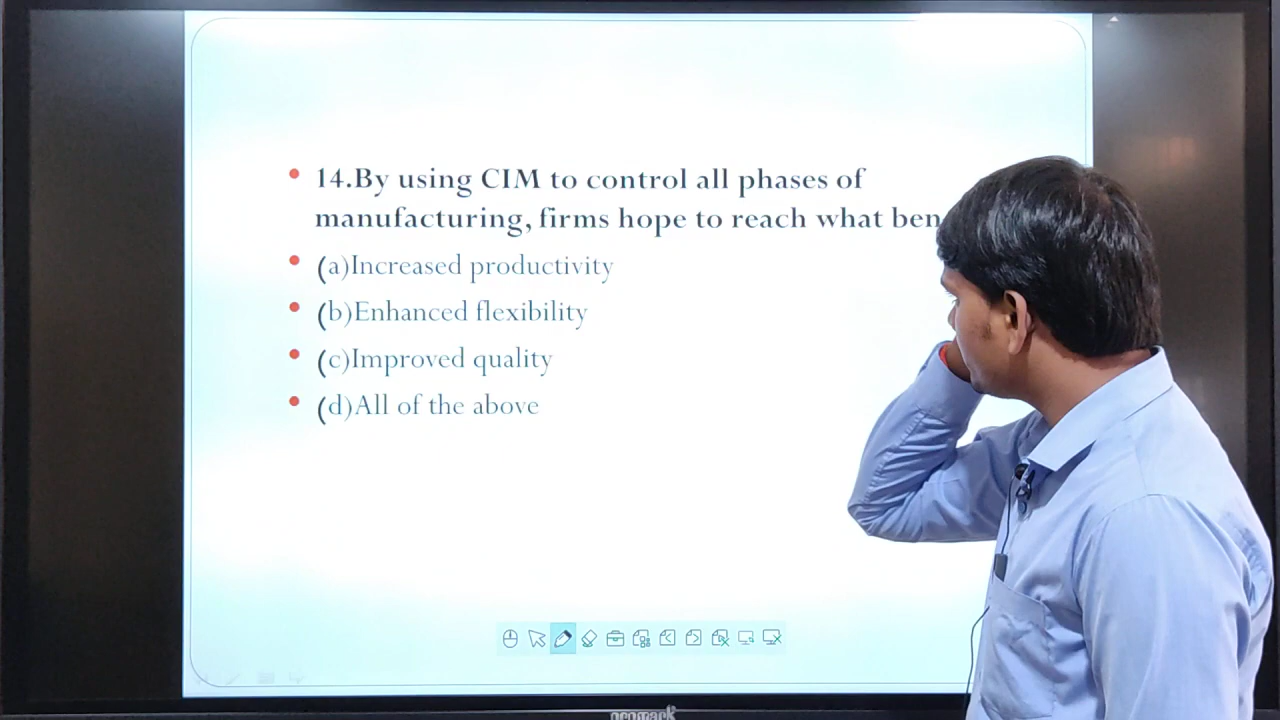 14.By using CIM to control all phases of
manufacturing, firms hope to reach what
(a)Increased productivity
(b)Enhanced flexibility
(c)Improved quality
(d)All of the above